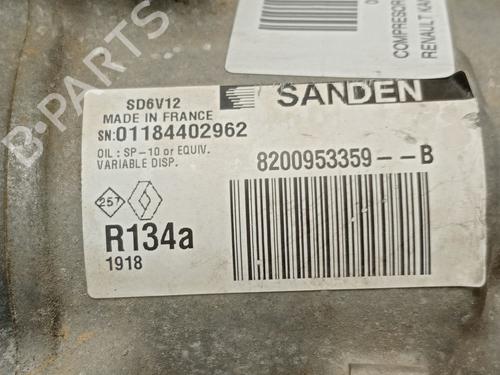 SD6V12
MADE IN FRANCE
SN:01184402962
OIL : SP-10 or EQUIV.
VARIABLE DISP.
SANDEN
8200953359--B
257
R134a
1918
COMPRESOR
RENAULT KAN
B-PARTS